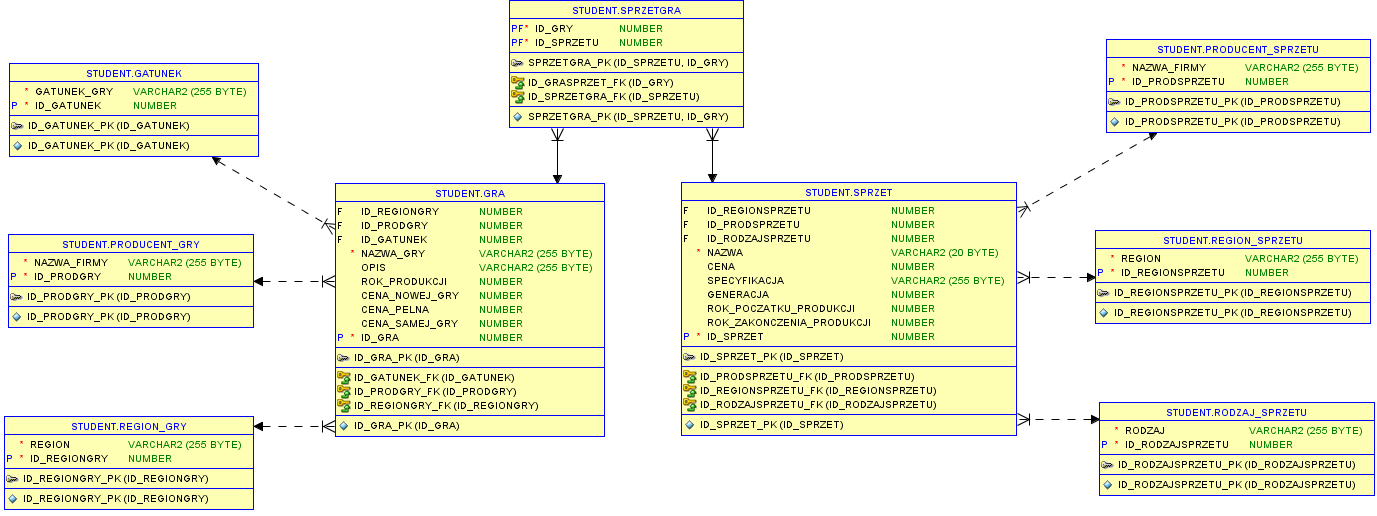 STUDENT.SPRZETGRA
PF* ID_GRY NUMBER
PF* ID_SPRZETU NUMBER
SPRZETGRA_PK (ID_SPRZETU, ID_GRY)
ID_GRASPRZET_FK (ID_GRY)
ID_SPRZETGRA_FK (ID_SPRZETU)
SPRZETGRA_PK (ID_SPRZETU, ID_GRY)
STUDENT.GATUNEK
* GATUNEK_GRY VARCHAR2 (255 BYTE)
P * ID_GATUNEK NUMBER
ID_GATUNEK_PK (ID_GATUNEK)
ID_GATUNEK_PK (ID_GATUNEK)
STUDENT.PRODUCENT_SPRZETU
* NAZWA_FIRMY VARCHAR2 (255 BYTE)
P * ID_PRODSPRZETU NUMBER
ID_PRODSPRZETU_PK (ID_PRODSPRZETU)
ID_PRODSPRZETU_PK (ID_PRODSPRZETU)
STUDENT.GRA
F ID_REGIONGRY NUMBER
F ID_PRODGRY NUMBER
F ID_GATUNEK NUMBER
* NAZWA_GRY VARCHAR2 (255 BYTE)
OPIS VARCHAR2 (255 BYTE)
ROK_PRODUKCJI NUMBER
CENA_NOWEJ_GRY NUMBER
CENA_PELNA NUMBER
CENA_SAMEJ_GRY NUMBER
P * ID_GRA NUMBER
ID_GRA_PK (ID_GRA)
ID_GATUNEK_FK (ID_GATUNEK)
ID_PRODGRY_FK (ID_PRODGRY)
ID_REGIONGRY_FK (ID_REGIONGRY)
ID_GRA_PK (ID_GRA)
STUDENT.SPRZET
F ID_REGIONSPRZETU NUMBER
F ID_PRODSPRZETU NUMBER
F ID_RODZAJSPRZETU NUMBER
* NAZWA VARCHAR2 (20 BYTE)
CENA NUMBER
SPECYFIKACJA VARCHAR2 (255 BYTE)
GENERACJA NUMBER
ROK_POCZATKU_PRODUKCJI NUMBER
ROK_ZAKONCZENIA_PRODUKCJI NUMBER
P * ID_SPRZET NUMBER
ID_SPRZET_PK (ID_SPRZET)
ID_PRODSPRZETU_FK (ID_PRODSPRZETU)
ID_REGIONSPRZETU_FK (ID_REGIONSPRZETU)
ID_RODZAJSPRZETU_FK (ID_RODZAJSPRZETU)
ID_SPRZET_PK (ID_SPRZET)
STUDENT.PRODUCENT_GRY
* NAZWA_FIRMY VARCHAR2 (255 BYTE)
P * ID_PRODGRY NUMBER
ID_PRODGRY_PK (ID_PRODGRY)
ID_PRODGRY_PK (ID_PRODGRY)
STUDENT.REGION_SPRZETU
* REGION VARCHAR2 (255 BYTE)
P * ID_REGIONSPRZETU NUMBER
ID_REGIONSPRZETU_PK (ID_REGIONSPRZETU)
ID_REGIONSPRZETU_PK (ID_REGIONSPRZETU)
STUDENT.REGION_GRY
* REGION VARCHAR2 (255 BYTE)
P * ID_REGIONGRY NUMBER
ID_REGIONGRY_PK (ID_REGIONGRY)
ID_REGIONGRY_PK (ID_REGIONGRY)
STUDENT.RODZAJ_SPRZETU
* RODZAJ VARCHAR2 (255 BYTE)
P * ID_RODZAJSPRZETU NUMBER
ID_RODZAJSPRZETU_PK (ID_RODZAJSPRZETU)
ID_RODZAJSPRZETU_PK (ID_RODZAJSPRZETU)